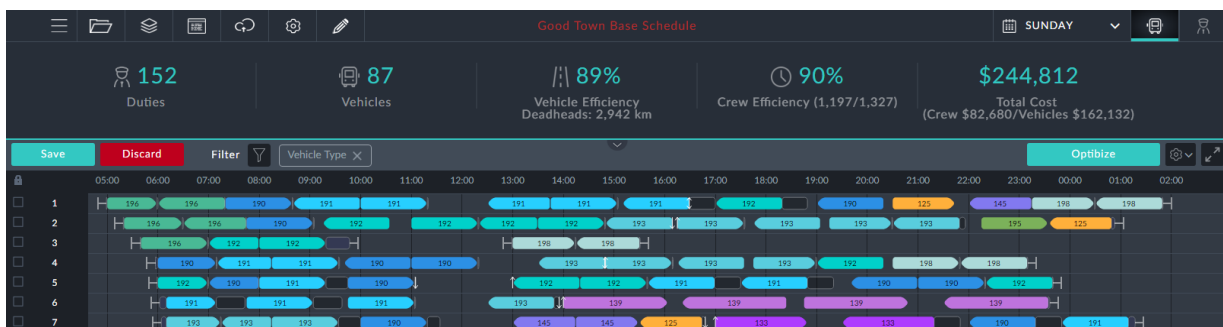 Good Town Base Schedule
SUNDAY
152
Duties
87
Vehicles
89%
Vehicle Efficiency
Deadheads: 2,942 km
90%
Crew Efficiency (1,197/1,327)
$244,812
Total Cost
(Crew $82,680/Vehicles $162,132)
Save Discard Filter Vehicle Type Optibize
05:00 06:00 07:00 08:00 09:00 10:00 11:00 12:00 13:00 14:00 15:00 16:00 17:00 18:00 19:00 20:00 21:00 22:00 23:00 00:00 01:00 02:00
1 196 196 190 191 191 191 191 191 192 190 125 145 198 198
2 196 196 190 192 192 192 192 193 193 193 193 193 195 125
3 196 192 192 198 198
4 190 191 191 190 190 193 193 193 193 192 198 198
5 192 190 191 190 192 192 191 191 190 190 192
6 191 191 191 193 139 139 139 139
7 193 193 193 190 145 145 125 133 133 190 191